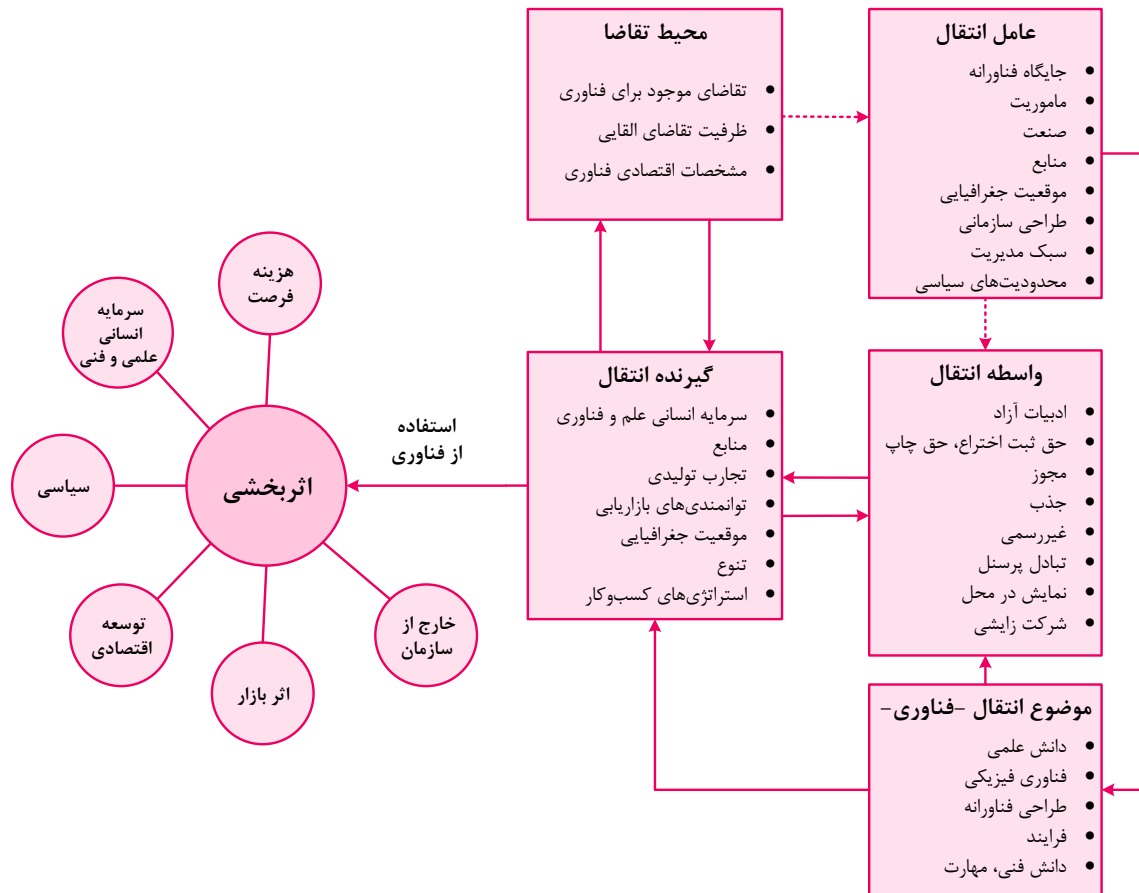 عامل انتقال
جایگاه فناورانه
ماموریت
صنعت
منابع
موقعیت جغرافیایی
طراحی سازمانی
سبک مدیریت
محدودیت‌های سیاسی
محیط تقاضا
تقاضای موجود برای فناوری
ظرفیت تقاضای القایی
مشخصات اقتصادی فناوری
واسطه انتقال
ادبیات آزاد
حق ثبت اختراع، حق چاپ
مجوز
جذب
غیررسمی
تبادل پرسنل
نمایش در محل
شرکت زایشی
گیرنده انتقال
سرمایه انسانی علم و فناوری
منابع
تجارب تولیدی
توانمندی‌های بازاریابی
موقعیت جغرافیایی
تنوع
استراتژی‌های کسب‌وکار
موضوع انتقال -فناوری-
دانش علمی
فناوری فیزیکی
طراحی فناورانه
فرایند
دانش فنی، مهارت
استفاده
از فناوری
اثربخشی
هزینه
فرصت
سرمایه
انسانی
علمی و فنی
سیاسی
توسعه
اقتصادی
اثر بازار
خارج از
سازمان